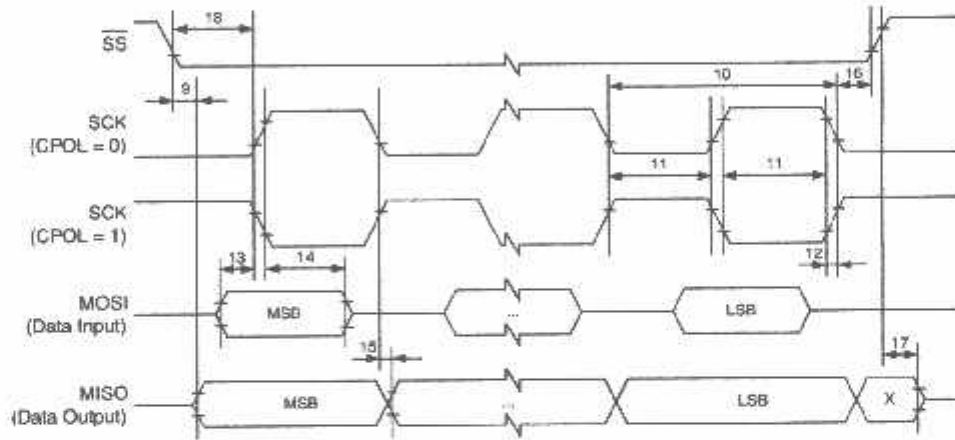 18
SS
10
16
9
SCK
(CPOL = 0)
11
11
SCK
(CPOL = 1)
13
14
12
MOSI
(Data Input)
MSB
...
LSB
15
17
MISO
(Data Output)
MSB
...
LSB
X